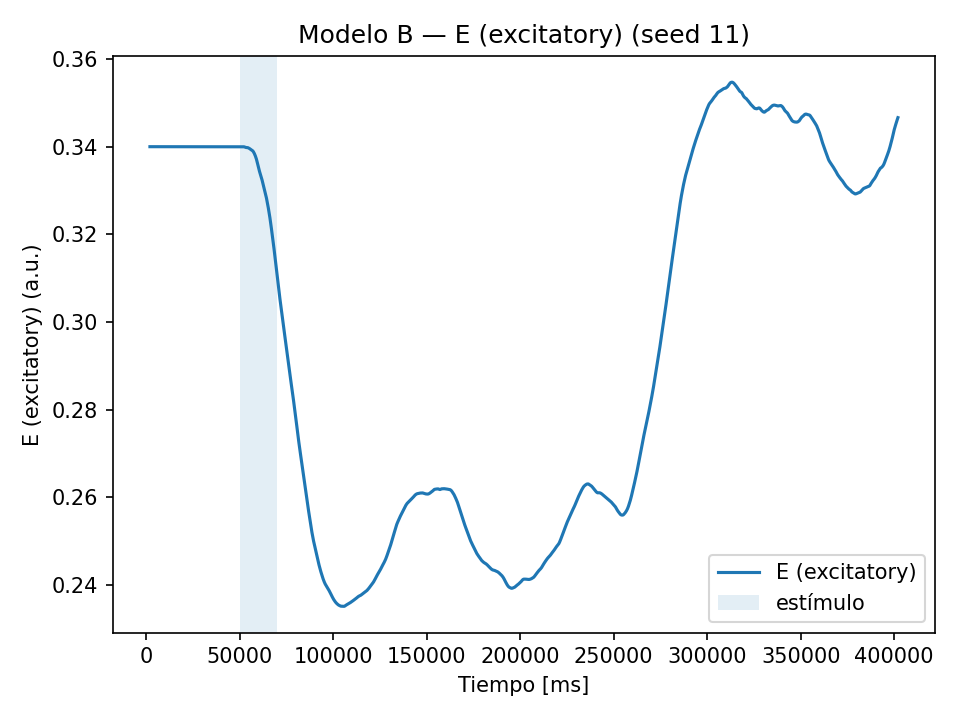 Modelo B — E (excitatory) (seed 11)
0.36
0.34
0.32
0.30
0.28
0.26
0.24
E (excitatory) (a.u.)
E (excitatory)
estímulo
0 50000 100000 150000 200000 250000 300000 350000 400000
Tiempo [ms]